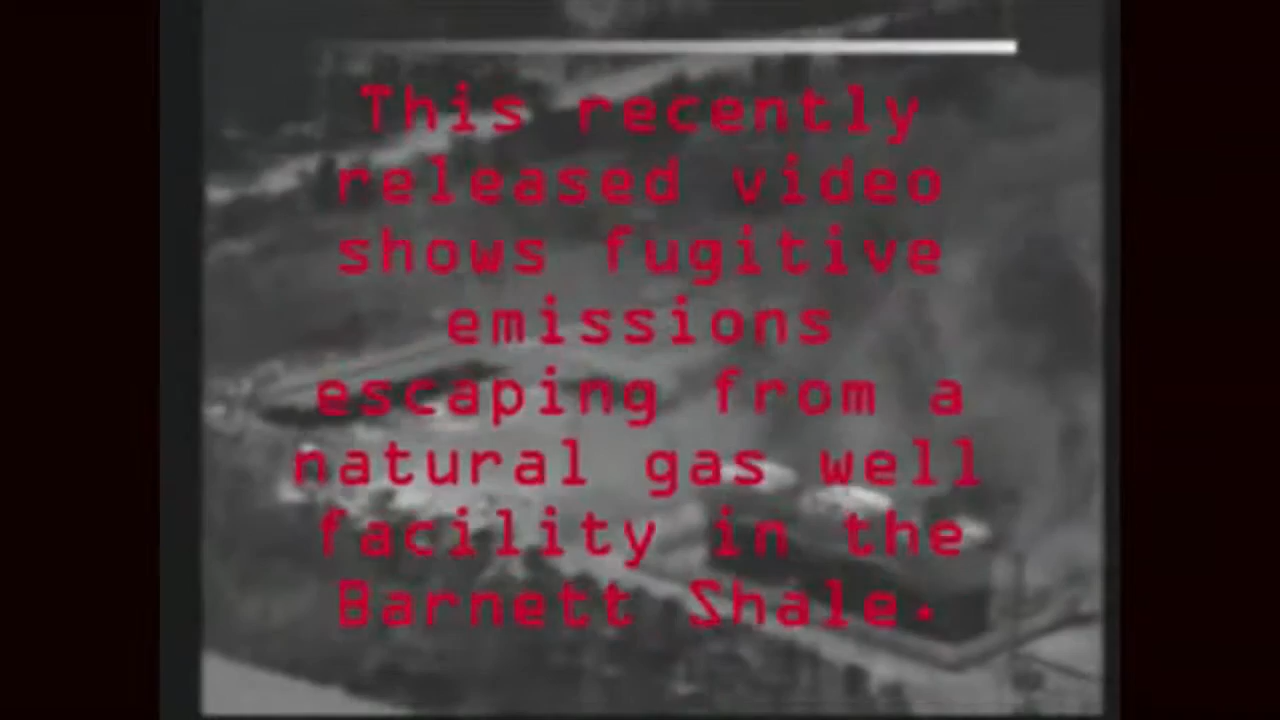 This recently
released video
shows fugitive
emissions
escaping from a
natural gas well
facility in the
Barnett Shale.